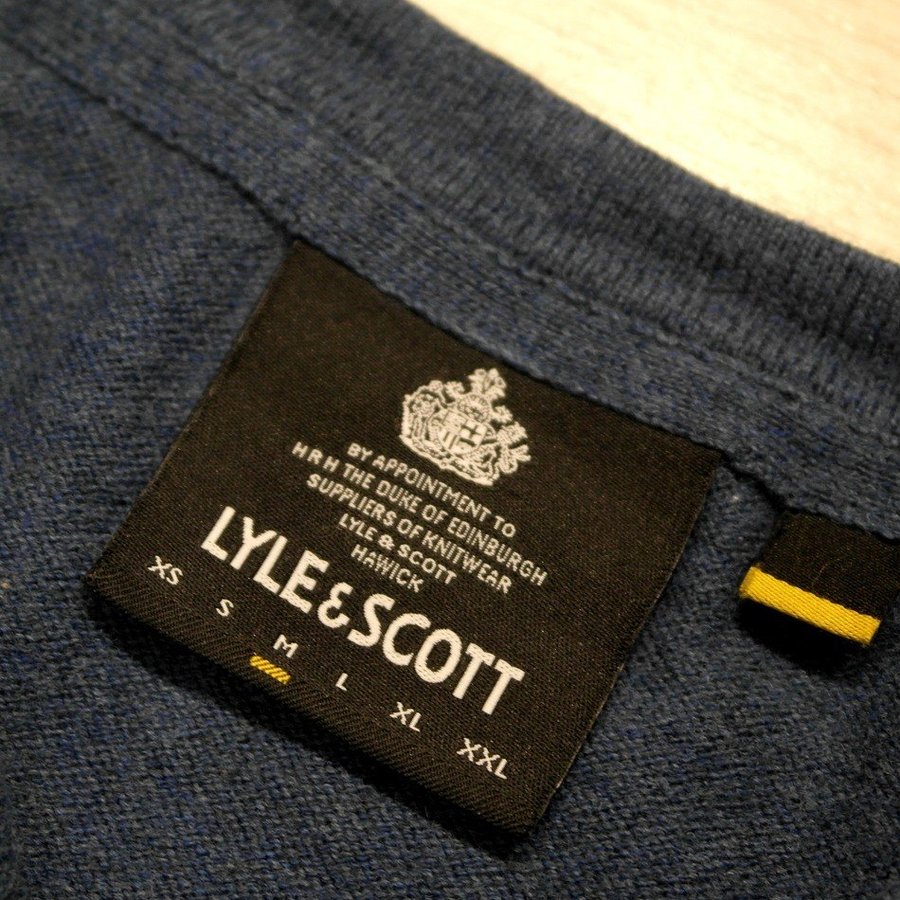 BY APPOINTMENT TO
H R H THE DUKE OF EDINBURGH
SUPPLIERS OF KNITWEAR
LYLE & SCOTT
HAWICK
LYLE & SCOTT
XS S M L XL XXL